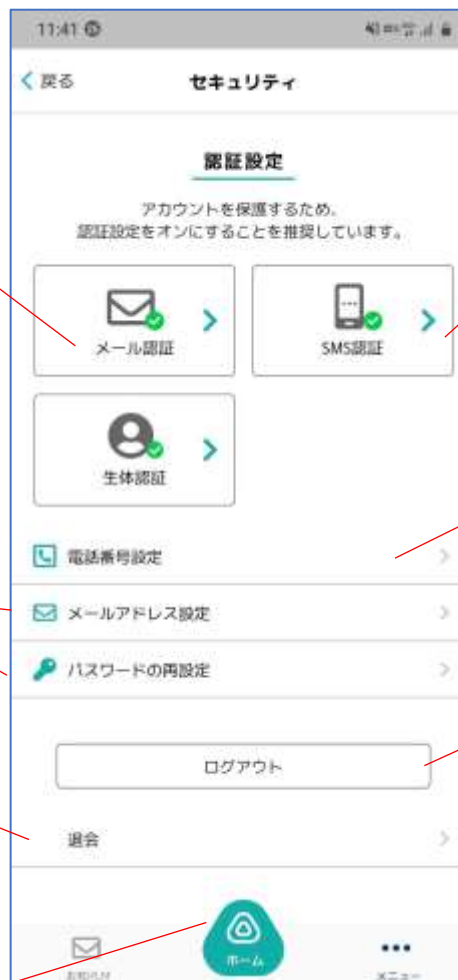 11:41
戻る
セキュリティ
認証設定
アカウントを保護するため、
認証設定をオンにすることを推奨しています。
メール認証
SMS認証
生体認証
電話番号設定
メールアドレス設定
パスワードの再設定
ログアウト
退会
お知らせ
ホーム
メニュー